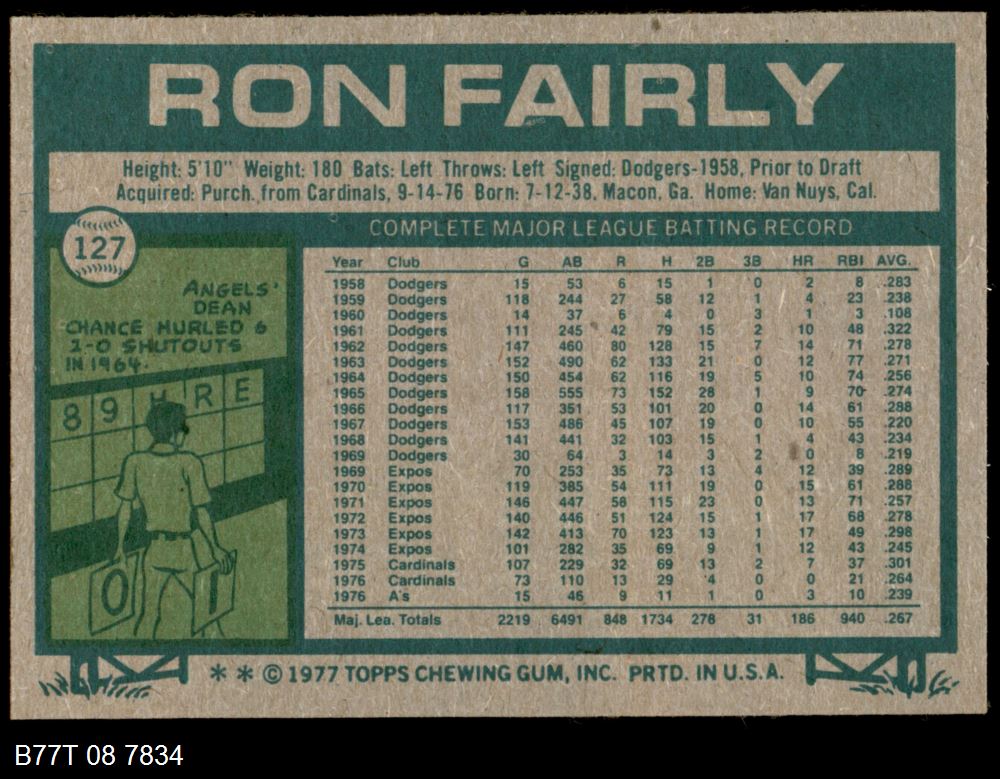 RON FAIRLY
Height: 5'10" Weight: 180 Bats: Left Throws: Left Signed: Dodgers-1958, Prior to Draft
Acquired: Purch. from Cardinals, 9-14-76 Born: 7-12-38, Macon, Ga. Home: Van Nuys, Cal.
127
ANGELS'
DEAN
CHANCE HURLED 6
1-0 SHUTOUTS
IN 1964.
8 9 H R E
0 1
COMPLETE MAJOR LEAGUE BATTING RECORD
Year Club G AB R H 2B 3B HR RBI AVG.
1958 Dodgers 15 53 6 15 1 0 2 8 .283
1959 Dodgers 118 244 27 58 12 1 4 23 .238
1960 Dodgers 14 37 6 4 0 3 1 3 .108
1961 Dodgers 111 245 42 79 15 2 10 48 .322
1962 Dodgers 147 460 80 128 15 7 14 71 .278
1963 Dodgers 152 490 62 133 21 0 12 77 .271
1964 Dodgers 150 454 62 116 19 5 10 74 .256
1965 Dodgers 158 555 73 152 28 1 9 70 .274
1966 Dodgers 117 351 53 101 20 0 14 61 .288
1967 Dodgers 153 486 45 107 19 0 10 55 .220
1968 Dodgers 141 441 32 103 15 1 4 43 .234
1969 Dodgers 30 64 3 14 3 2 0 8 .219
1969 Expos 70 253 35 73 13 4 12 39 .289
1970 Expos 119 385 54 111 19 0 15 61 .288
1971 Expos 146 447 58 115 23 0 13 71 .257
1972 Expos 140 446 51 124 15 1 17 68 .278
1973 Expos 142 413 70 123 13 1 17 49 .298
1974 Expos 101 282 35 69 9 1 12 43 .245
1975 Cardinals 107 229 32 69 13 2 7 37 .301
1976 Cardinals 73 110 13 29 4 0 0 21 .264
1976 A's 15 46 9 11 1 0 3 10 .239
Maj. Lea. Totals 2219 6491 848 1734 278 31 186 940 .267
** © 1977 TOPPS CHEWING GUM, INC. PRTD. IN U.S.A.
B77T 08 7834